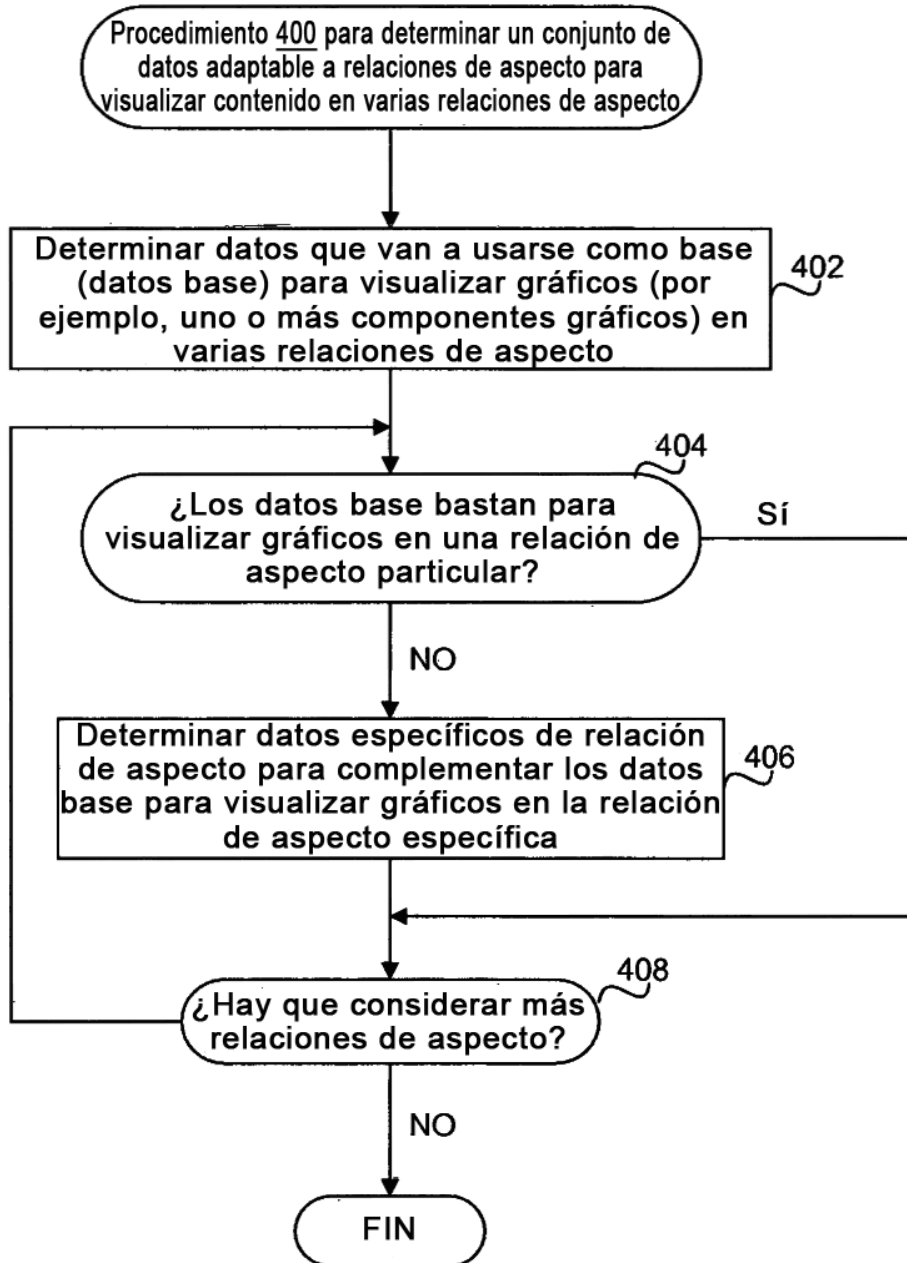 Procedimiento 400 para determinar un conjunto de
datos adaptable a relaciones de aspecto para
visualizar contenido en varias relaciones de aspecto
Determinar datos que van a usarse como base
(datos base) para visualizar gráficos (por
ejemplo, uno o más componentes gráficos) en
varias relaciones de aspecto
402
404
¿Los datos base bastan para
visualizar gráficos en una relación de
aspecto particular?
Sí
NO
Determinar datos específicos de relación
de aspecto para complementar los datos
base para visualizar gráficos en la relación
de aspecto específica
406
408
¿Hay que considerar más
relaciones de aspecto?
NO
FIN